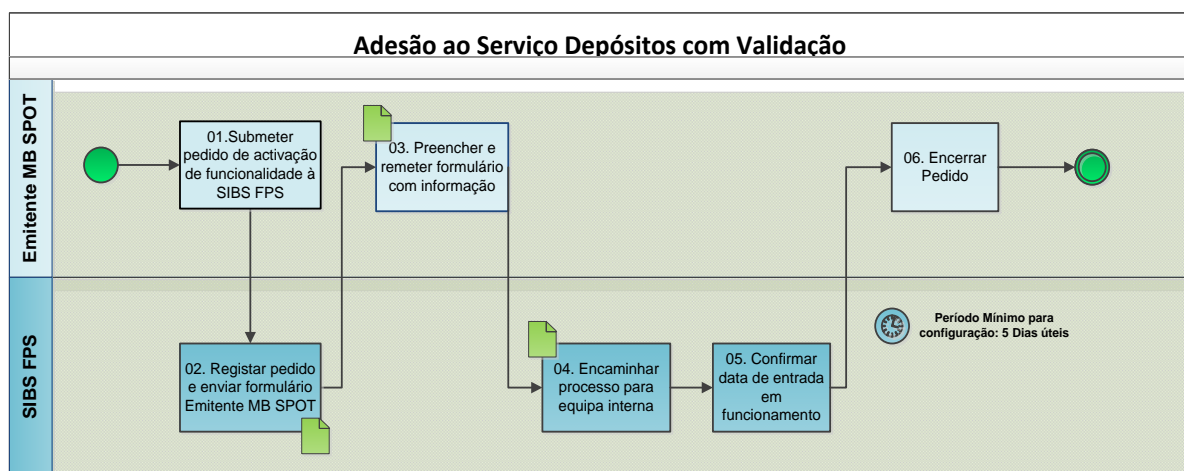 Adesão ao Serviço Depósitos com Validação
Emitente MB SPOT
01.Submeter
pedido de activação
de funcionalidade à
SIBS FPS
03. Preencher e
remeter formulário
com informação
06. Encerrar
Pedido
SIBS FPS
02. Registar pedido
e enviar formulário
Emitente MB SPOT
04. Encaminhar
processo para
equipa interna
05. Confirmar
data de entrada
em
funcionamento
Período Mínimo para
configuração: 5 Dias úteis